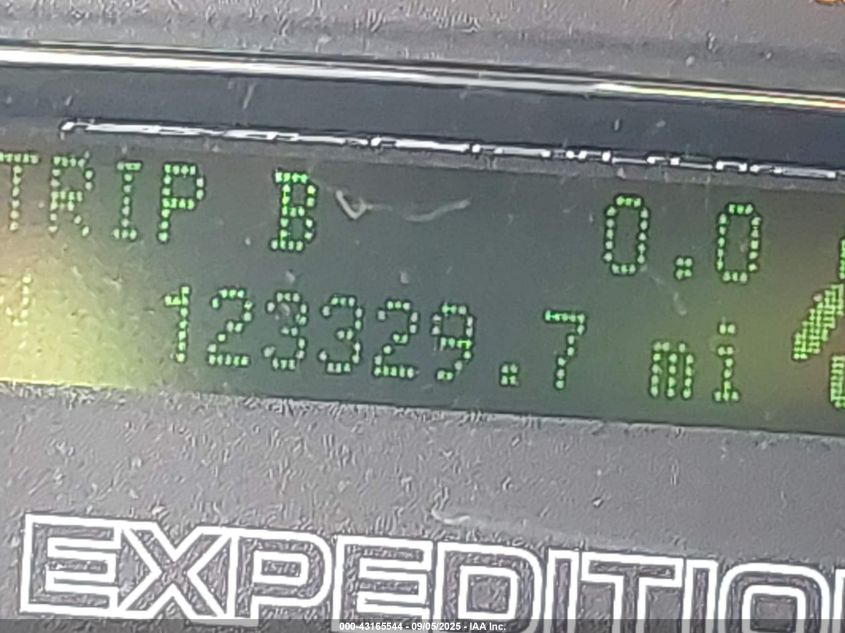 TRIP B 0.0
123329.7 mi
EXPEDITIO
000-43165544 - 09/05/2025 - IAA Inc.